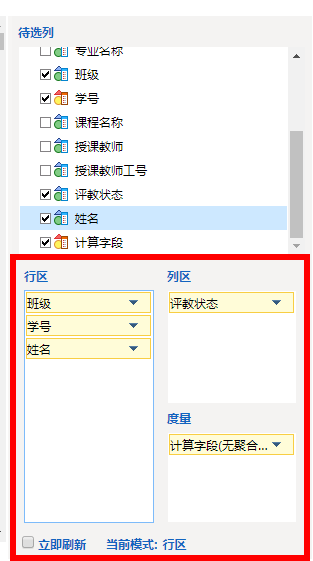 待选列
专业名称
班级
学号
课程名称
授课教师
授课教师工号
评教状态
姓名
计算字段
行区
班级
学号
姓名
列区
评教状态
度量
计算字段(无聚合...
立即刷新 当前模式: 行区